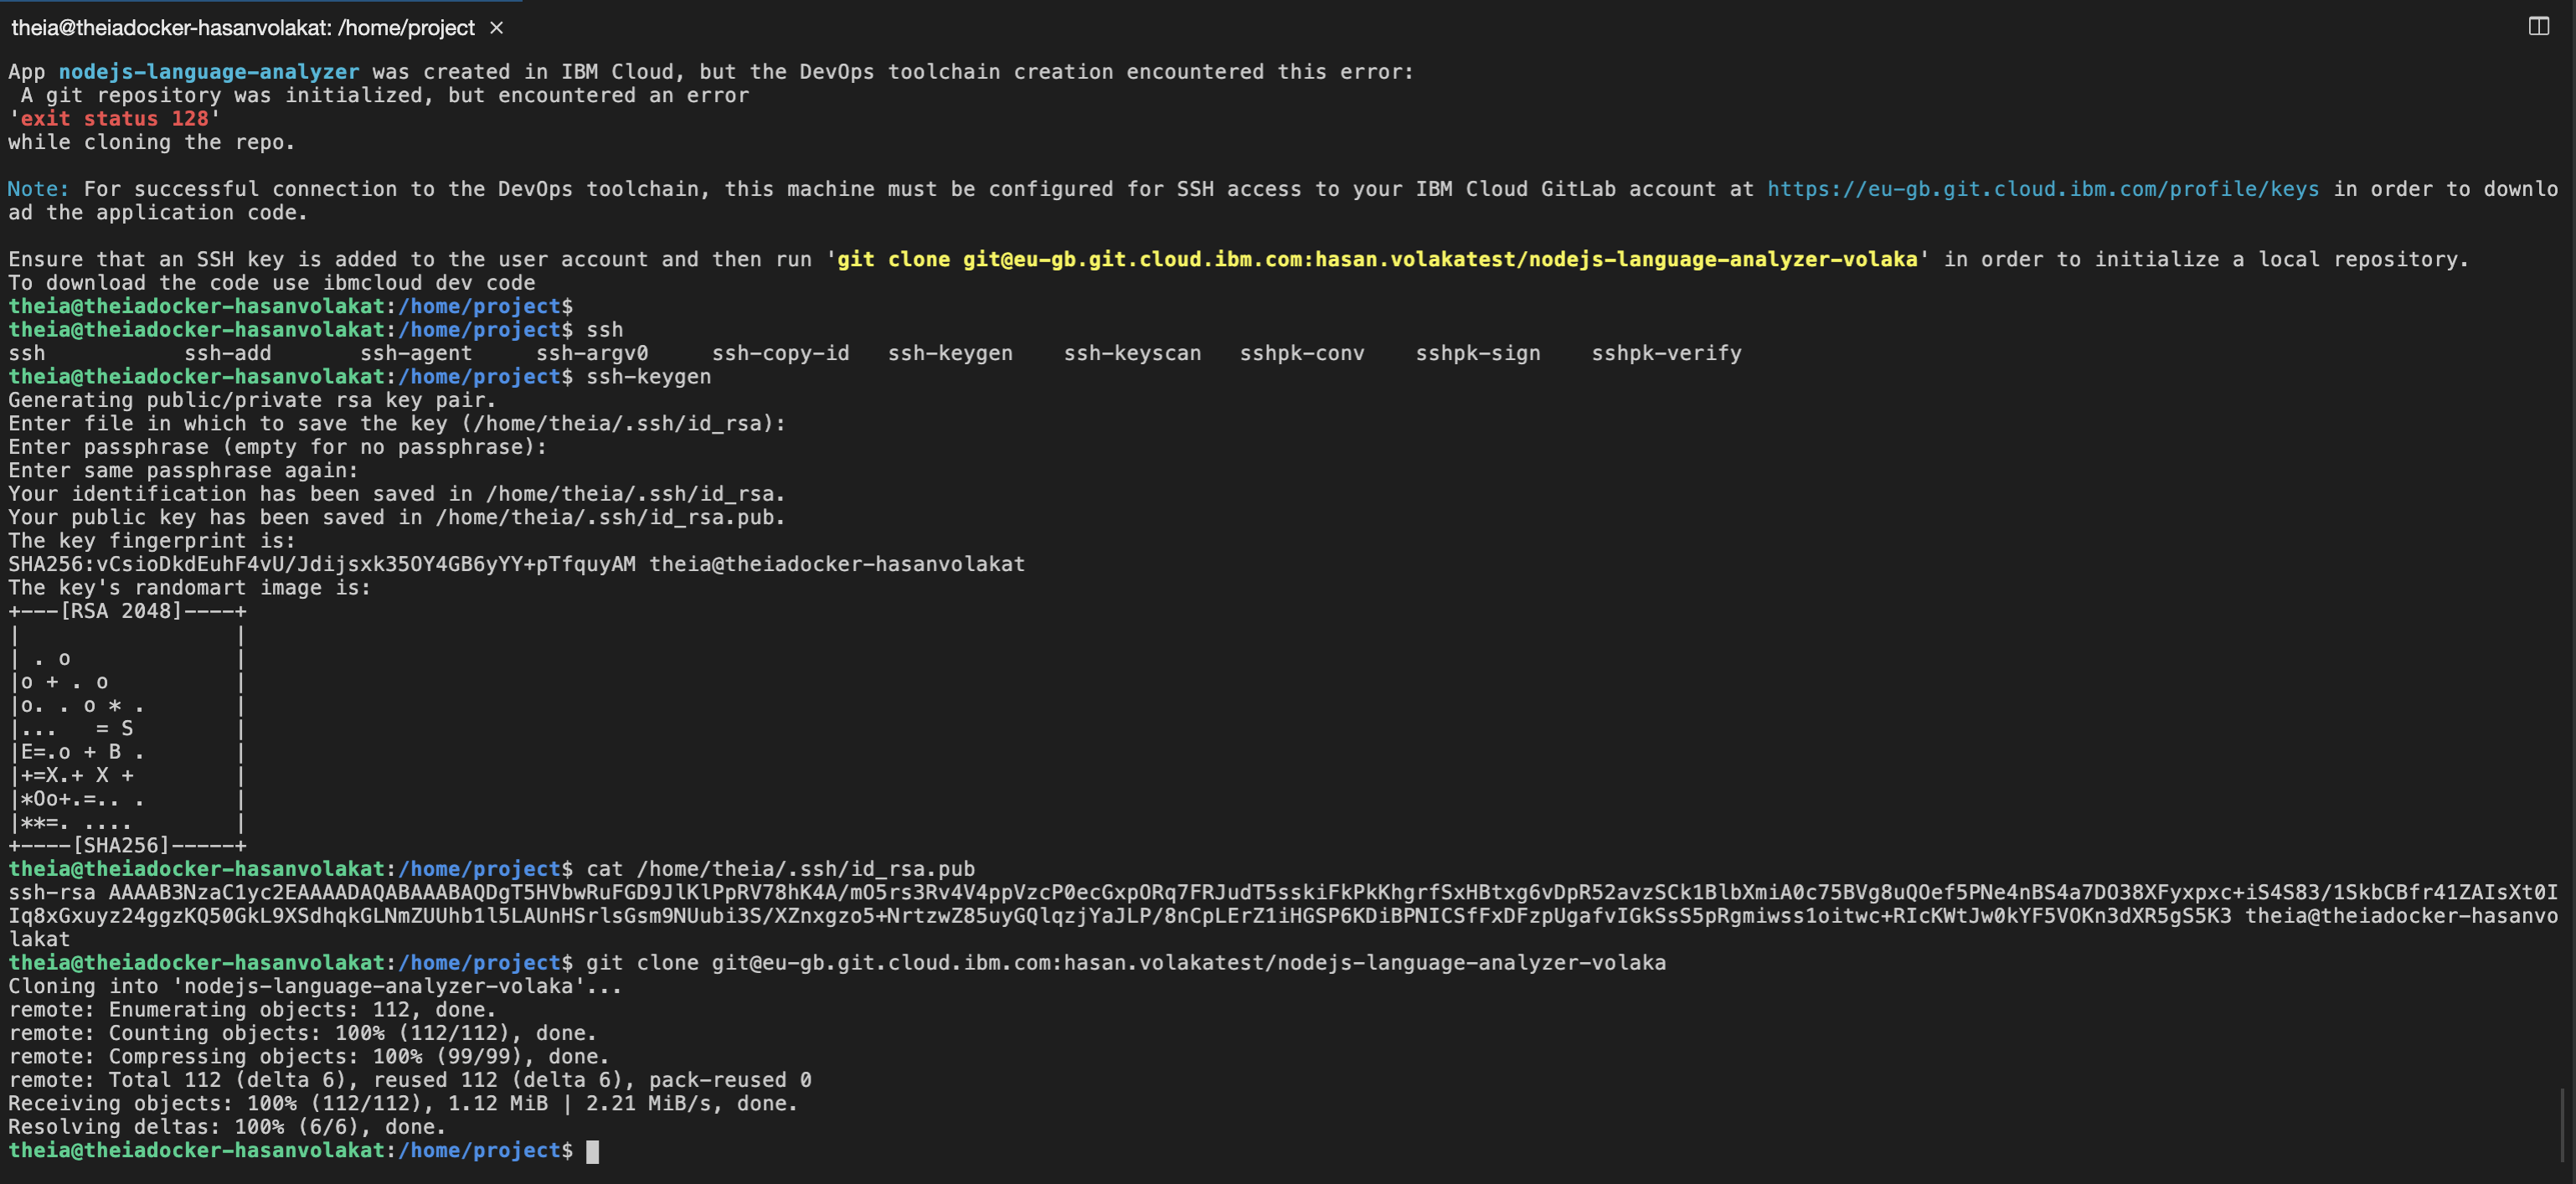 theia@theiadocker-hasanvolakat: /home/project ×
App nodejs-language-analyzer was created in IBM Cloud, but the DevOps toolchain creation encountered this error:
 A git repository was initialized, but encountered an error
'exit status 128'
while cloning the repo.
Note: For successful connection to the DevOps toolchain, this machine must be configured for SSH access to your IBM Cloud GitLab account at https://eu-gb.git.cloud.ibm.com/profile/keys in order to downlo
ad the application code.
Ensure that an SSH key is added to the user account and then run 'git clone git@eu-gb.git.cloud.ibm.com:hasan.volakatest/nodejs-language-analyzer-volaka' in order to initialize a local repository.
To download the code use ibmcloud dev code
theia@theiadocker-hasanvolakat:/home/project$
theia@theiadocker-hasanvolakat:/home/project$ ssh
ssh           ssh-add       ssh-agent     ssh-argv0     ssh-copy-id   ssh-keygen    ssh-keyscan   sshpk-conv    sshpk-sign    sshpk-verify
theia@theiadocker-hasanvolakat:/home/project$ ssh-keygen
Generating public/private rsa key pair.
Enter file in which to save the key (/home/theia/.ssh/id_rsa):
Enter passphrase (empty for no passphrase):
Enter same passphrase again:
Your identification has been saved in /home/theia/.ssh/id_rsa.
Your public key has been saved in /home/theia/.ssh/id_rsa.pub.
The key fingerprint is:
SHA256:vCsioDkdEuhF4vU/Jdijsxk35OY4GB6yYY+pTfquyAM theia@theiadocker-hasanvolakat
The key's randomart image is:
+---[RSA 2048]----+
|                 |
| . o             |
|o + . o          |
|o. . o * .       |
|...   = S        |
|E=.o + B .       |
|+=X.+ X +        |
|*Oo+.=.. .       |
|**=. ....        |
+----[SHA256]-----+
theia@theiadocker-hasanvolakat:/home/project$ cat /home/theia/.ssh/id_rsa.pub
ssh-rsa AAAAB3NzaC1yc2EAAAADAQABAAABAQDgT5HVbwRuFGD9JlKlPpRV78hK4A/mO5rs3Rv4V4ppVzcP0ecGxpORq7FRJudT5sskiFkPkKhgrfSxHBtxg6vDpR52avzSCk1BlbXmiA0c75BVg8uQOef5PNe4nBS4a7DO38XFyxpxc+iS4S83/1SkbCBfr41ZAIsXt0I
Iq8xGxuyz24ggzKQ50GkL9XSdhqkGLNmZUUhb1l5LAUnHSrlsGsm9NUubi3S/XZnxgzo5+NrtzwZ85uyGQlqzjYaJLP/8nCpLErZ1iHGSP6KDiBPNICSfFxDFzpUgafvIGkSsS5pRgmiwss1oitwc+RIcKWtJw0kYF5VOKn3dXR5gS5K3 theia@theiadocker-hasanvo
lakat
theia@theiadocker-hasanvolakat:/home/project$ git clone git@eu-gb.git.cloud.ibm.com:hasan.volakatest/nodejs-language-analyzer-volaka
Cloning into 'nodejs-language-analyzer-volaka'...
remote: Enumerating objects: 112, done.
remote: Counting objects: 100% (112/112), done.
remote: Compressing objects: 100% (99/99), done.
remote: Total 112 (delta 6), reused 112 (delta 6), pack-reused 0
Receiving objects: 100% (112/112), 1.12 MiB | 2.21 MiB/s, done.
Resolving deltas: 100% (6/6), done.
theia@theiadocker-hasanvolakat:/home/project$